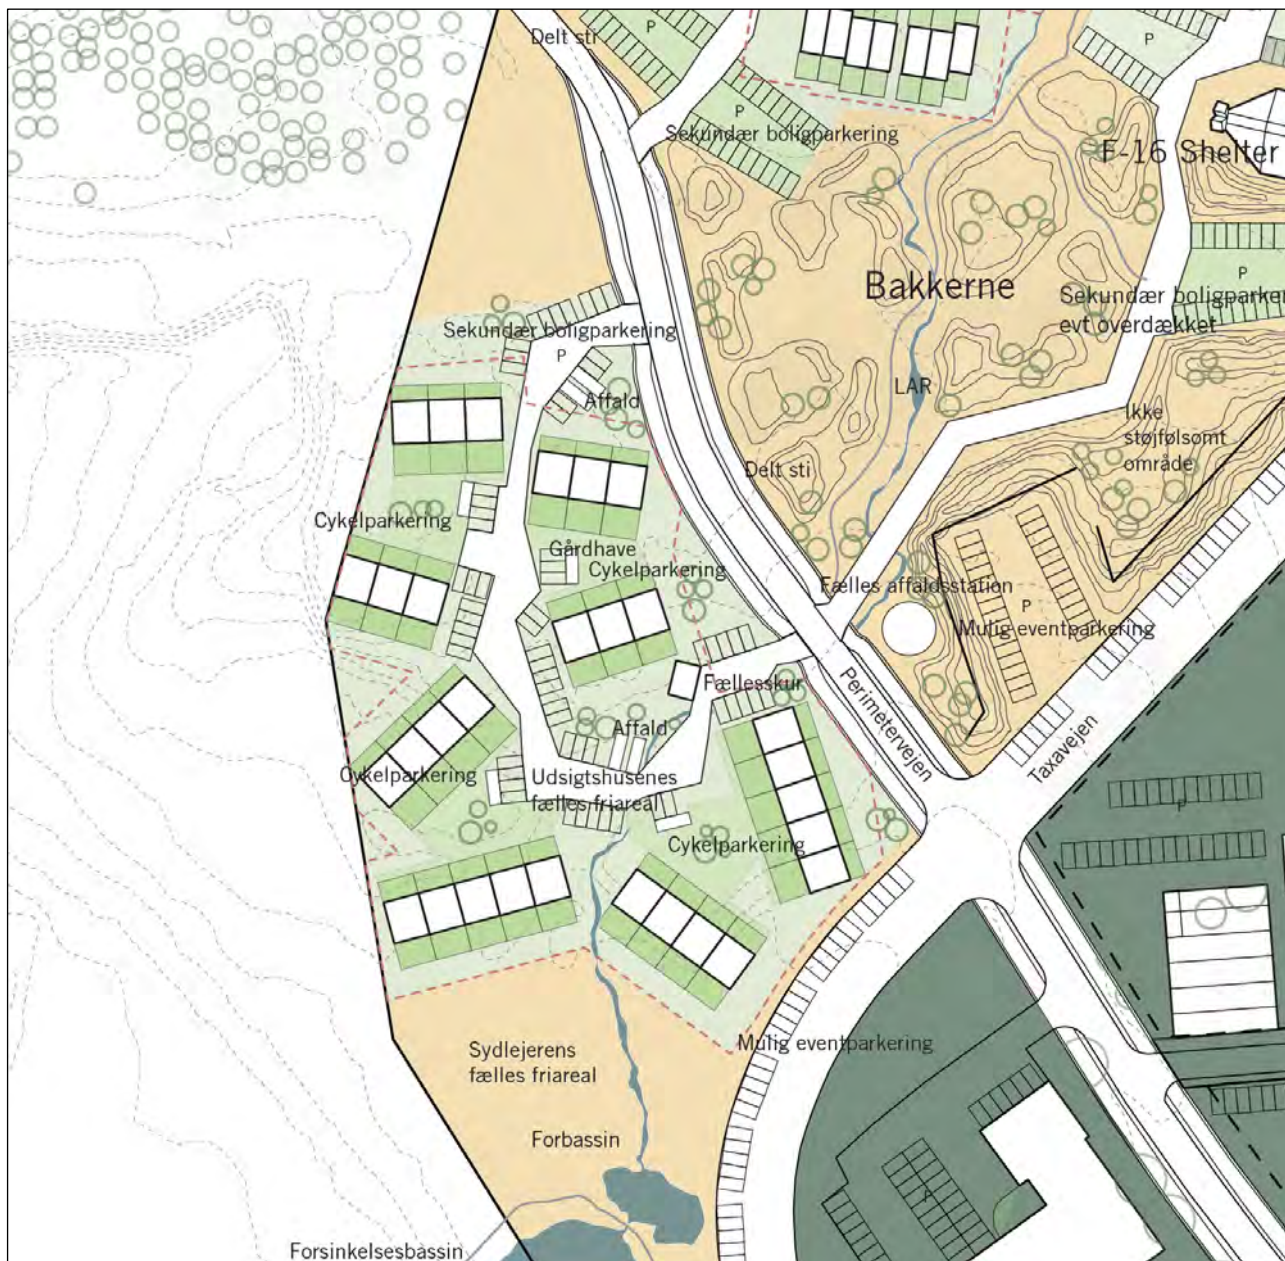 Delt sti
P
P
P
Sekundær boligparkering
F-16 Shelter
Bakkerne
P
Sekundær boligparker
evt overdækket
Sekundær boligparkering
P
LAR
Affald
Ikke
støjfølsomt
område
Delt sti
Cykelparkering
Gårdhave
Cykelparkering
Fælles affaldsstation
P
Mulig eventparkering
Fællesskur
Perimetervejen
Affald
Taxavejen
Cykelparkering
Udsigtshusenes
fælles friareal
P
Cykelparkering
Mulig eventparkering
Sydlejerens
fælles friareal
Forbassin
P
Forsinkelsesbassin